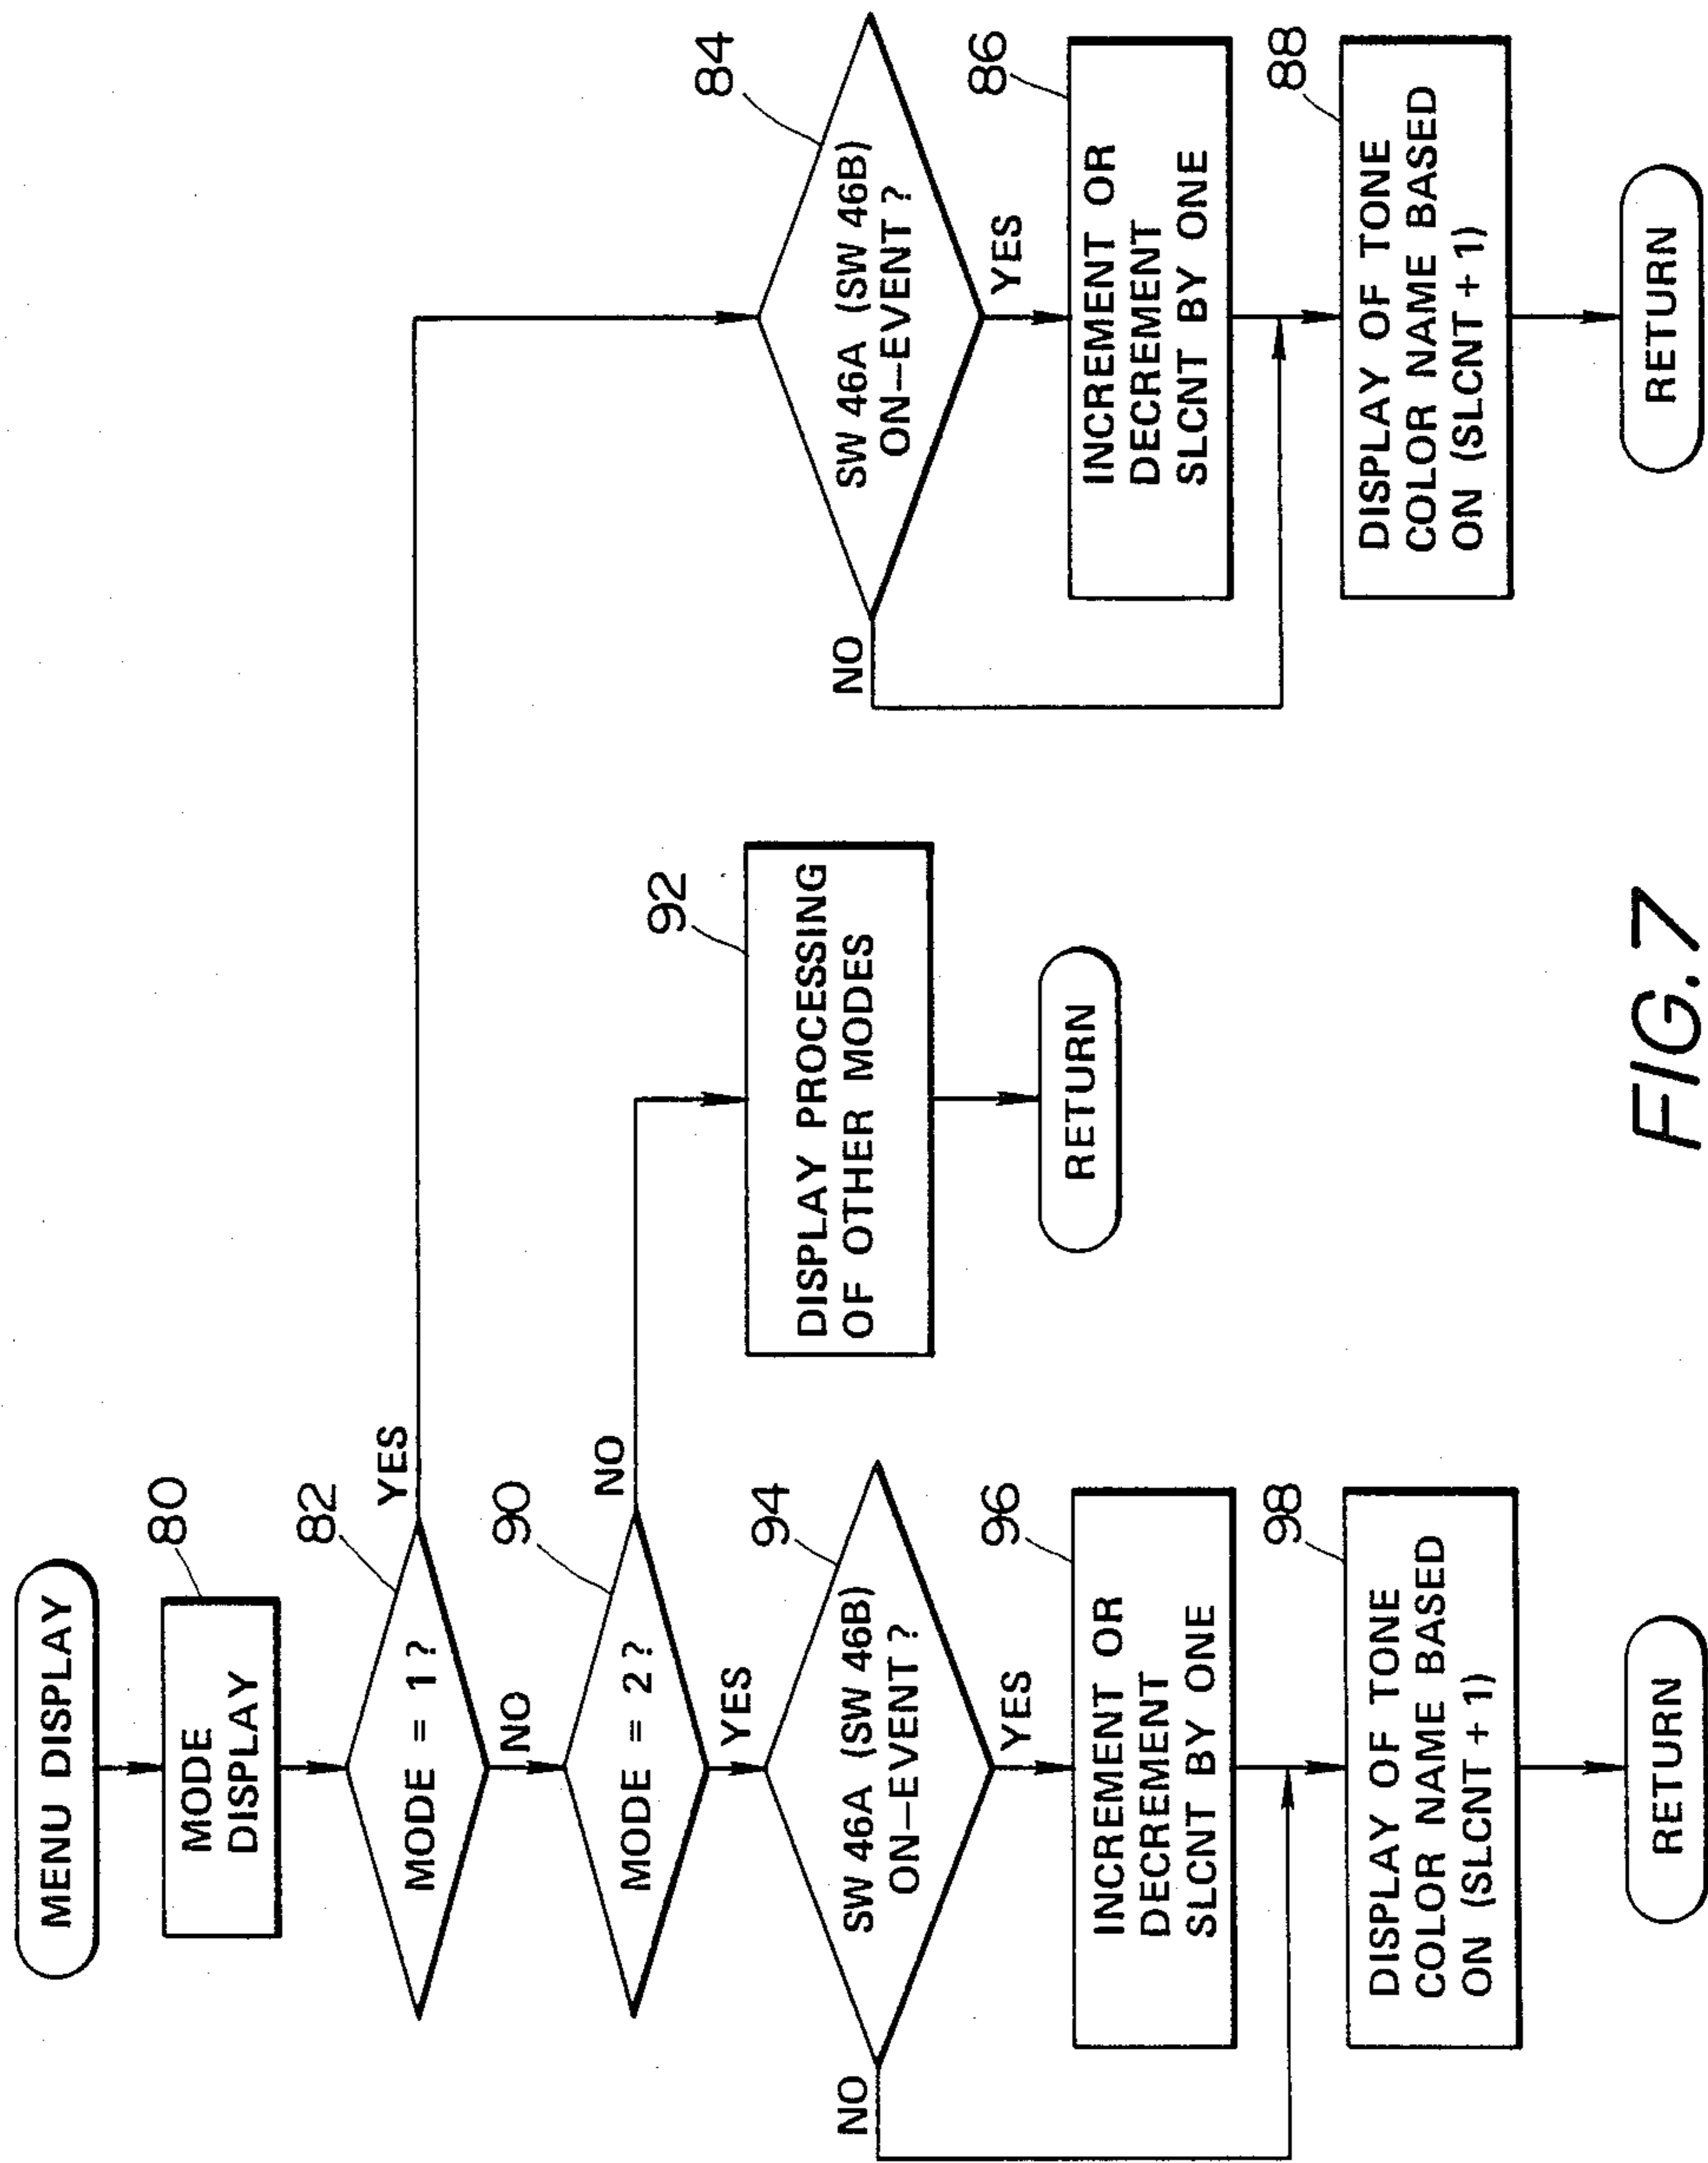 MENU DISPLAY
80
MODE
DISPLAY
82
MODE = 1?
YES
NO
90
MODE = 2?
NO
YES
94
SW 46A (SW 46B)
ON-EVENT?
NO
YES
96
INCREMENT OR
DECREMENT
SLCNT BY ONE
98
DISPLAY OF TONE
COLOR NAME BASED
ON (SLCNT + 1)
RETURN
92
DISPLAY PROCESSING
OF OTHER MODES
RETURN
84
SW 46A (SW 46B)
ON-EVENT?
NO
YES
86
INCREMENT OR
DECREMENT
SLCNT BY ONE
88
DISPLAY OF TONE
COLOR NAME BASED
ON (SLCNT + 1)
RETURN
FIG.7